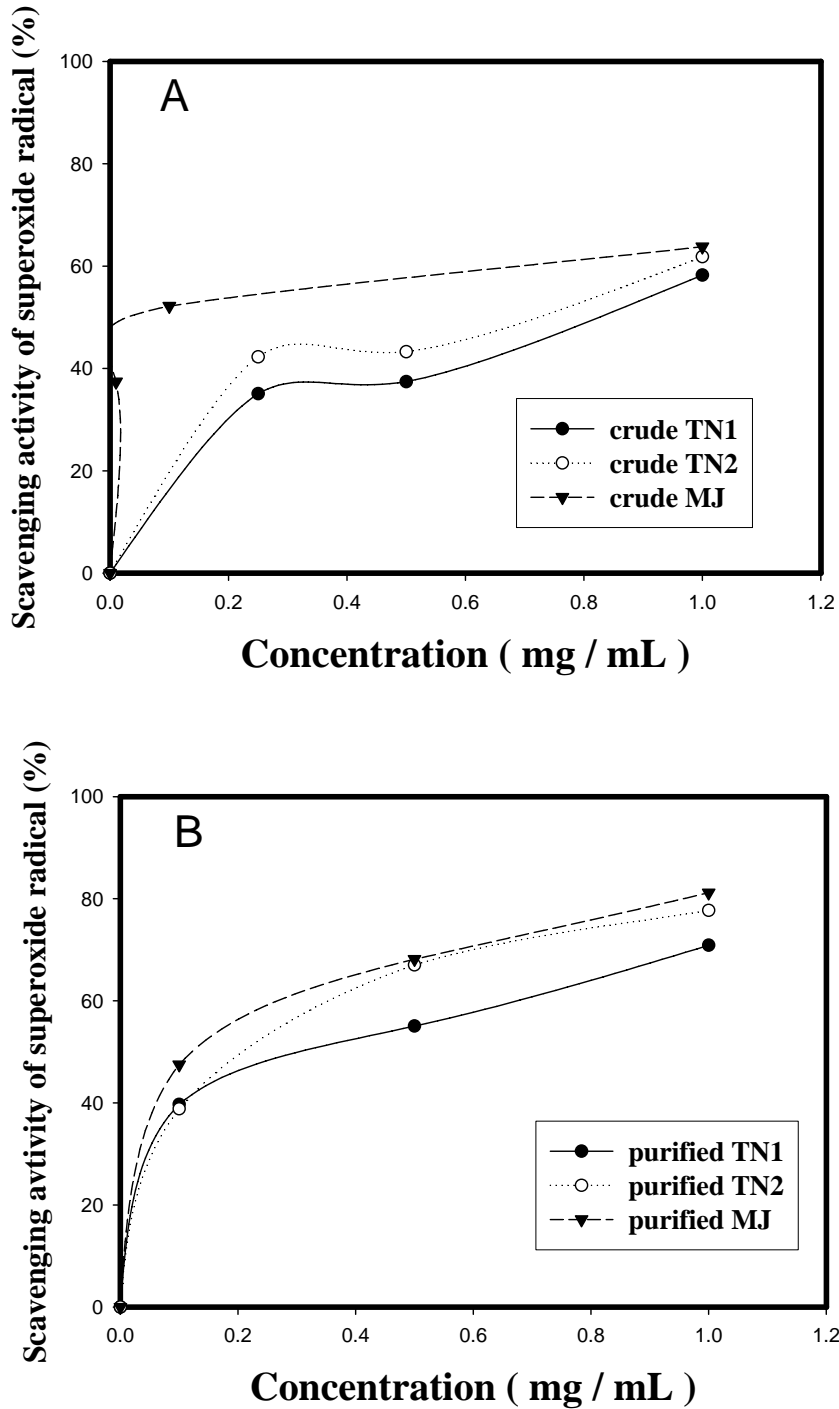 Scavenging activity of superoxide radical (%)
A
100
80
60
40
20
0
crude TN1
crude TN2
crude MJ
0.0 0.2 0.4 0.6 0.8 1.0 1.2
Concentration ( mg / mL )
Scavenging avtivity of superoxide radical (%)
B
100
80
60
40
20
0
purified TN1
purified TN2
purified MJ
0.0 0.2 0.4 0.6 0.8 1.0 1.2
Concentration ( mg / mL )